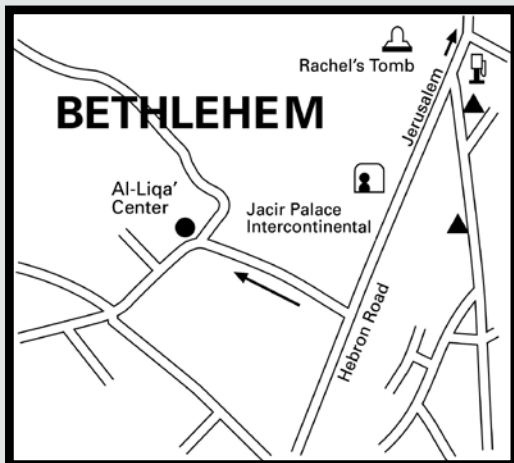 Rachel's Tomb
Jerusalem
BETHLEHEM
Al-Liqa'
Center
Jacir Palace
Intercontinental
Hebron Road